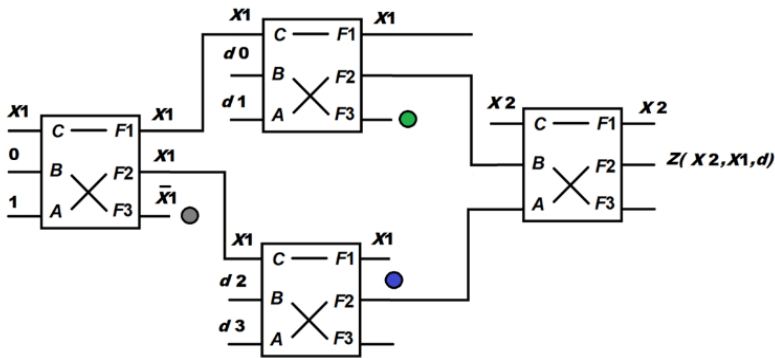 X1 C F1 X1
d0 B F2
d1 A F3
X1 C F1 X1
0 B F2 X1
1 A F3 X̄1
X2 C F1 X2
B F2 Z( X2,X1,d)
A F3
X1 C F1 X1
d2 B F2
d3 A F3